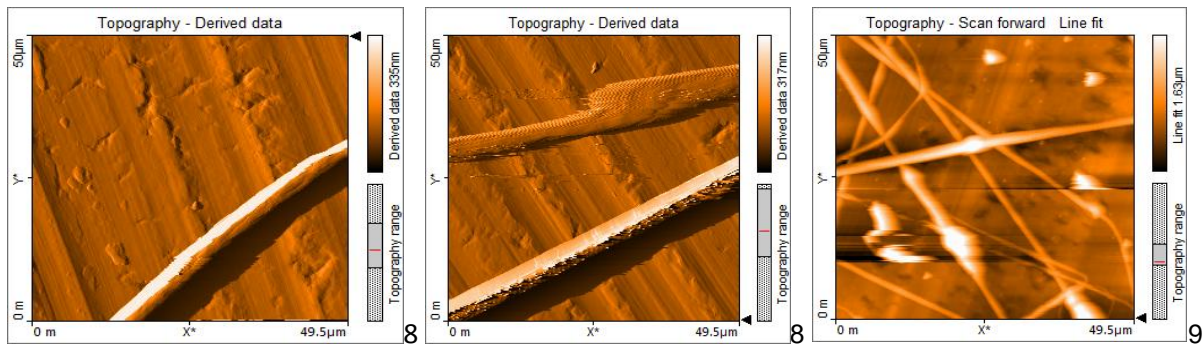 Topography - Derived data
50µm
Y*
0 m
0 m
X*
49.5µm
Derived data 335nm
Topography range
8
Topography - Derived data
50µm
Y*
0 m
0 m
X*
49.5µm
Derived data 317nm
Topography range
8
Topography - Scan forward Line fit
50µm
Y*
0 m
0 m
X*
49.5µm
Line fit 1.63µm
Topography range
9